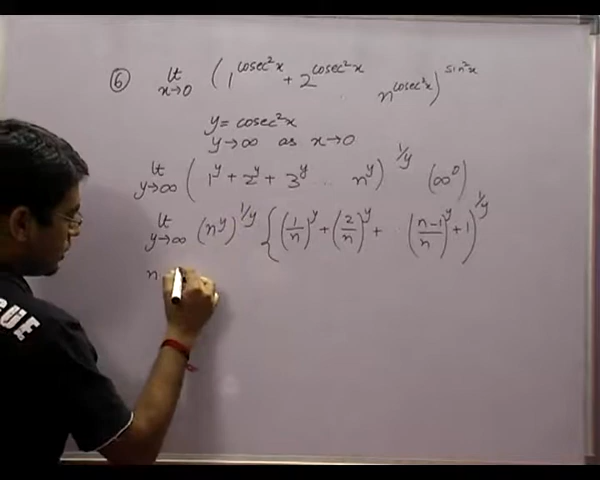 ⑥ lt x→0 (1^cosec²x + 2^cosec²x . n^cosec²x)^sin²x
y = cosec²x
y→∞ as x→0
lt y→∞ (1^y + 2^y + 3^y .. n^y)^1/y (∞⁰)
lt y→∞ (n^y)^1/y {(1/n)^y + (2/n)^y + .. (n-1/n)^y + 1)^1/y
n
UE